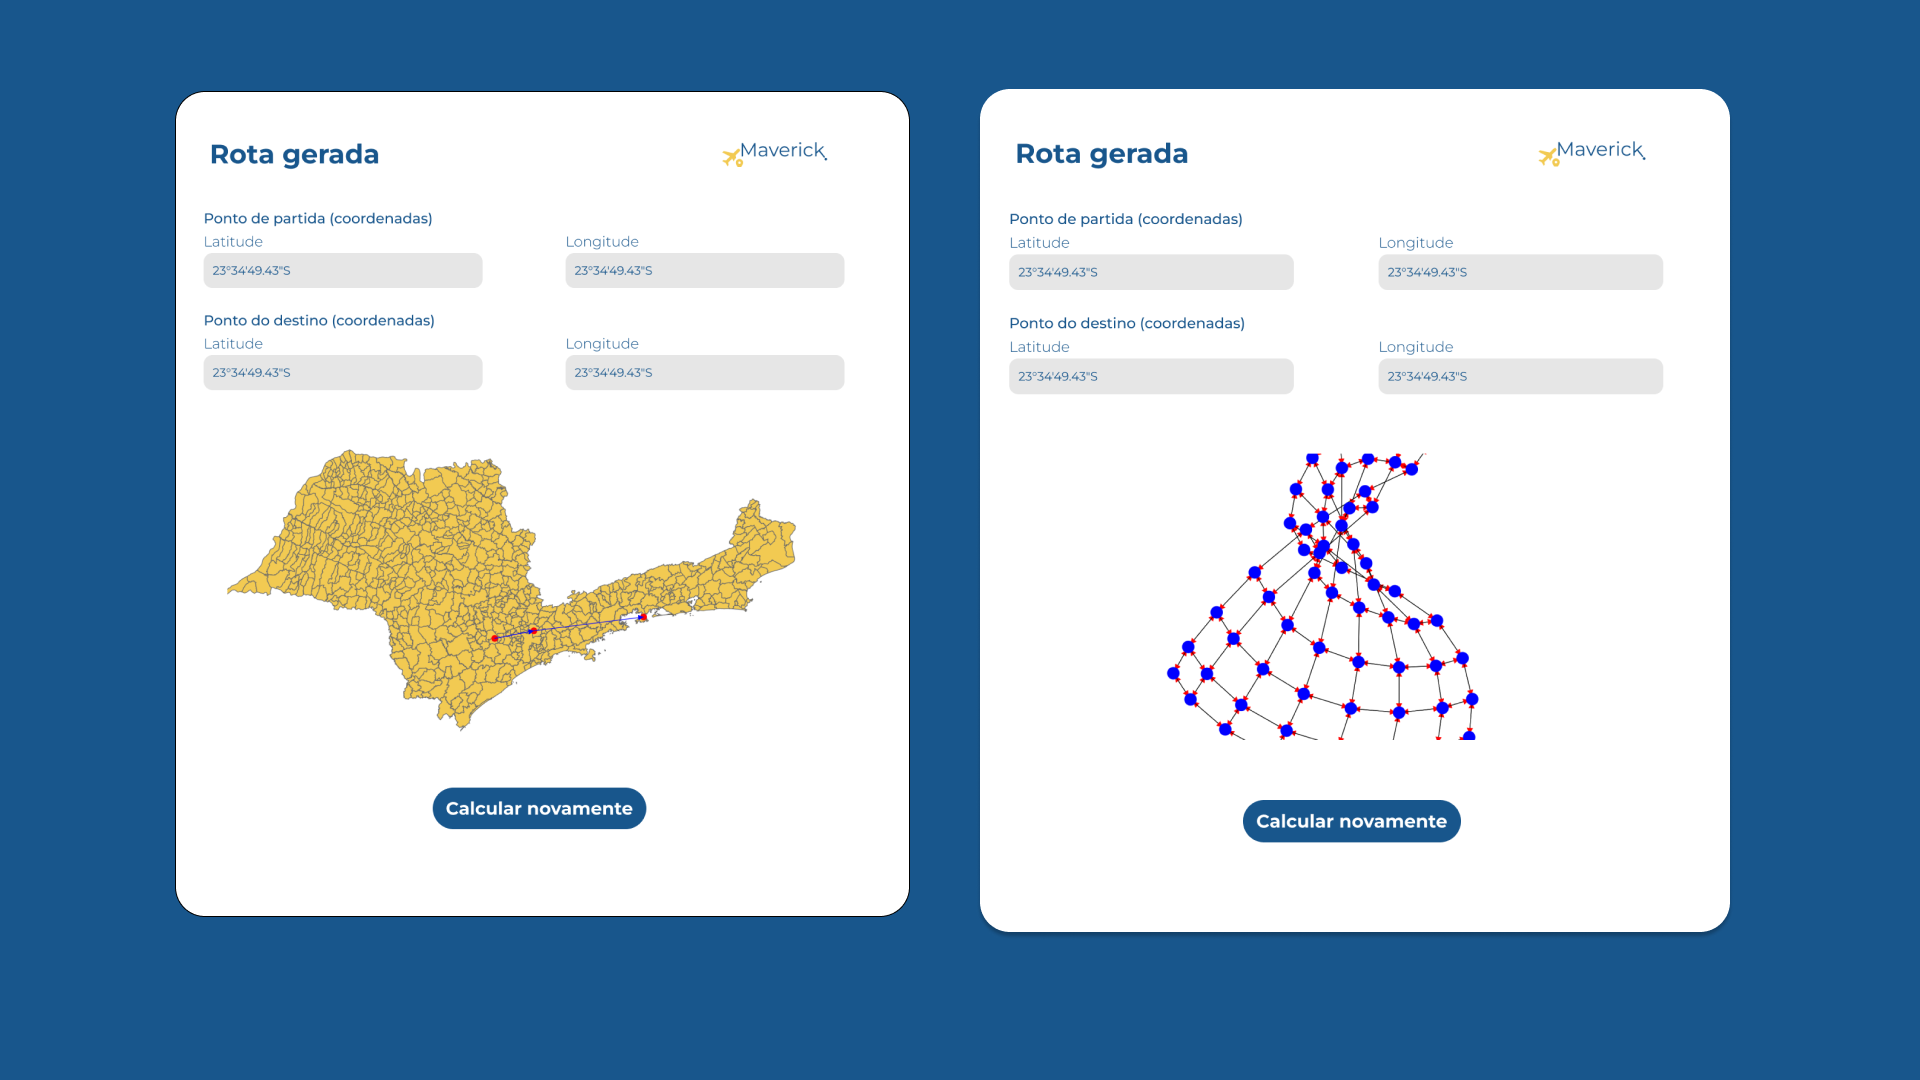 Rota gerada
Maverick.
Ponto de partida (coordenadas)
Latitude
Longitude
23°34'49.43"S
23°34'49.43"S
Ponto do destino (coordenadas)
Latitude
Longitude
23°34'49.43"S
23°34'49.43"S
Calcular novamente
Rota gerada
Maverick.
Ponto de partida (coordenadas)
Latitude
Longitude
23°34'49.43"S
23°34'49.43"S
Ponto do destino (coordenadas)
Latitude
Longitude
23°34'49.43"S
23°34'49.43"S
Calcular novamente